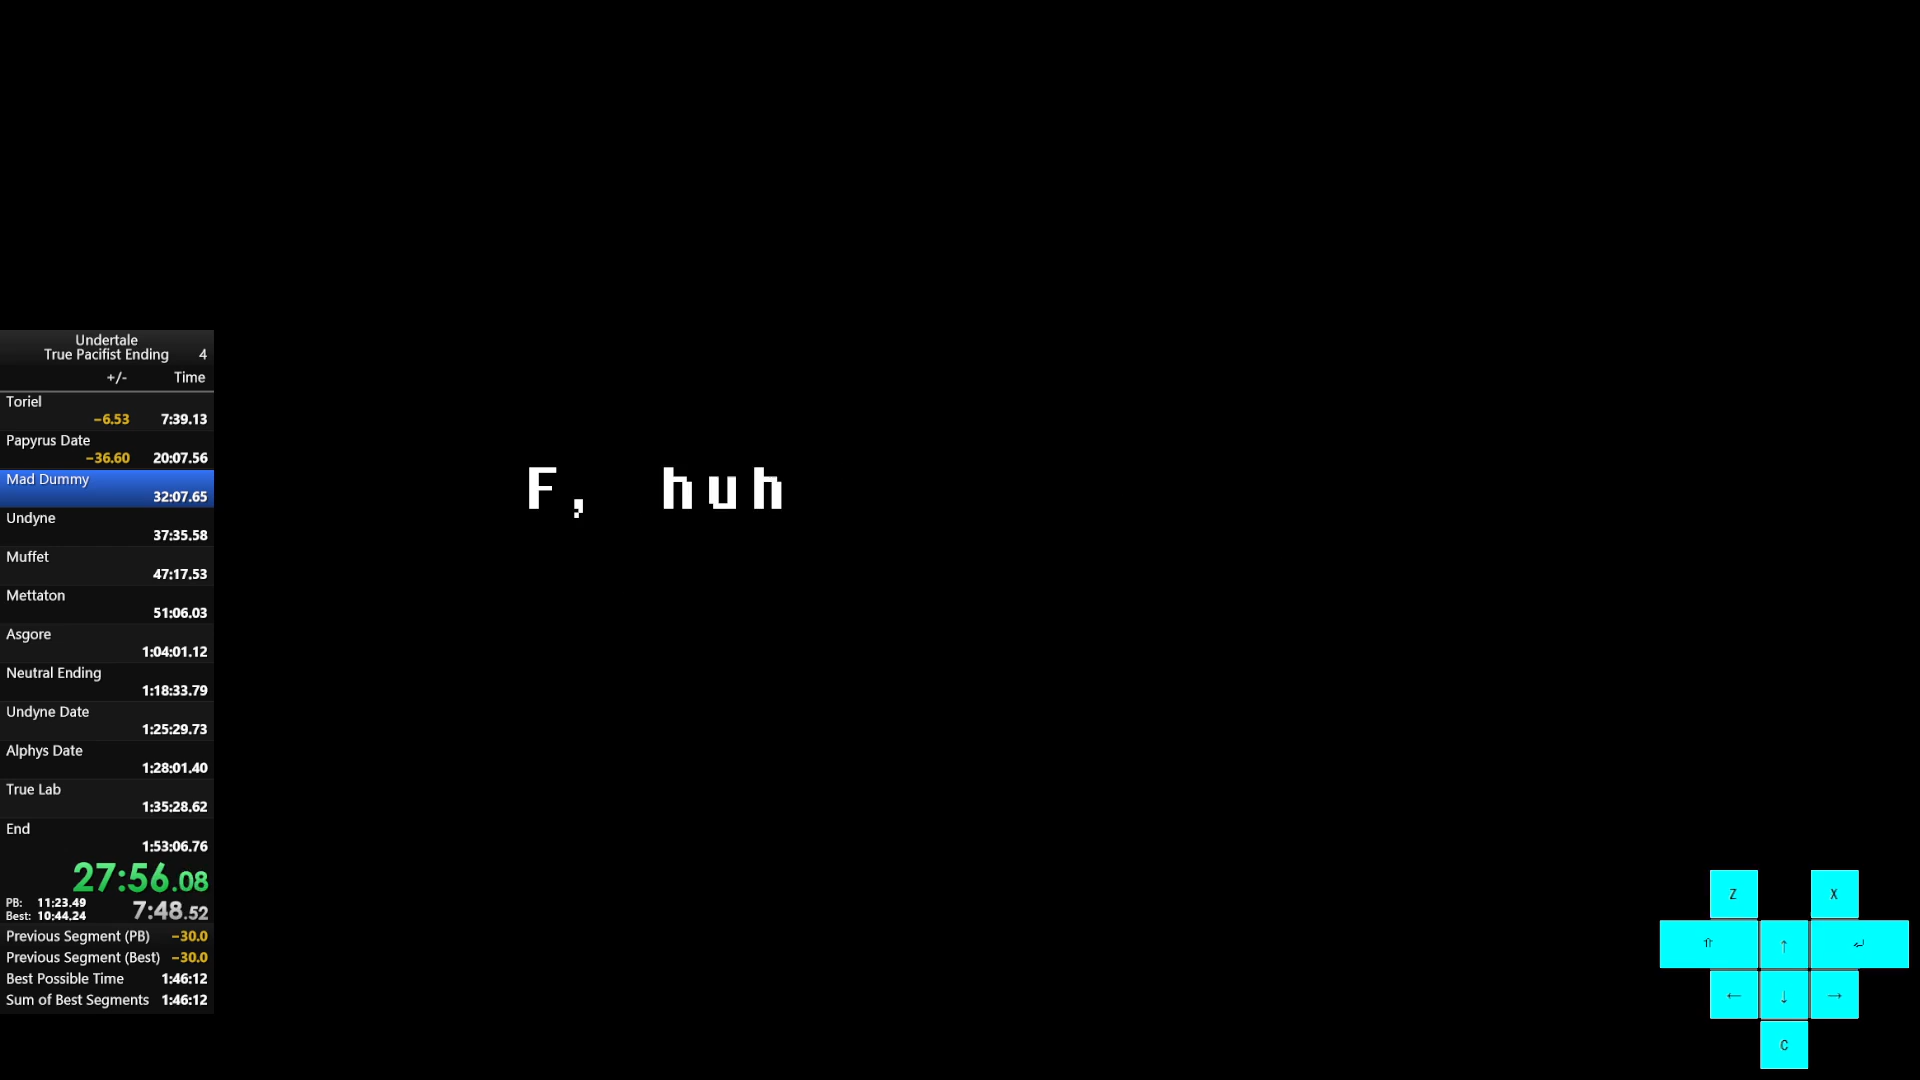 Undertale
True Pacifist Ending 4
+/- Time
Toriel
−6.53 7:39.13
Papyrus Date
−36.60 20:07.56
Mad Dummy
32:07.65
Undyne
37:35.58
Muffet
47:17.53
Mettaton
51:06.03
Asgore
1:04:01.12
Neutral Ending
1:18:33.79
Undyne Date
1:25:29.73
Alphys Date
1:28:01.40
True Lab
1:35:28.62
End
1:53:06.76
27:56.08
PB: 11:23.49
Best: 10:44.24
7:48.52
Previous Segment (PB) −30.0
Previous Segment (Best) −30.0
Best Possible Time 1:46:12
Sum of Best Segments 1:46:12
F, huh
Z X
⇧ ↑ ↵
← ↓ →
C